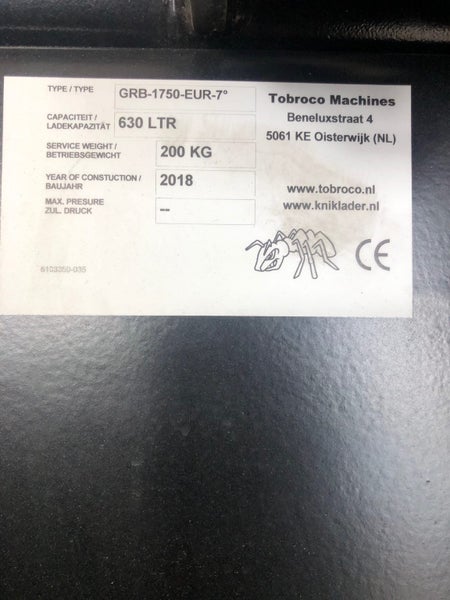 TYPE / TYPE GRB-1750-EUR-7°
CAPACITEIT / LADEKAPAZITÄT 630 LTR
SERVICE WEIGHT / BETRIEBSGEWICHT 200 KG
YEAR OF CONSTUCTION / BAUJAHR 2018
MAX. PRESURE ZUL. DRUCK --
6103350-035
Tobroco Machines
Beneluxstraat 4
5061 KE Oisterwijk (NL)
www.tobroco.nl
www.kniklader.nl
CE